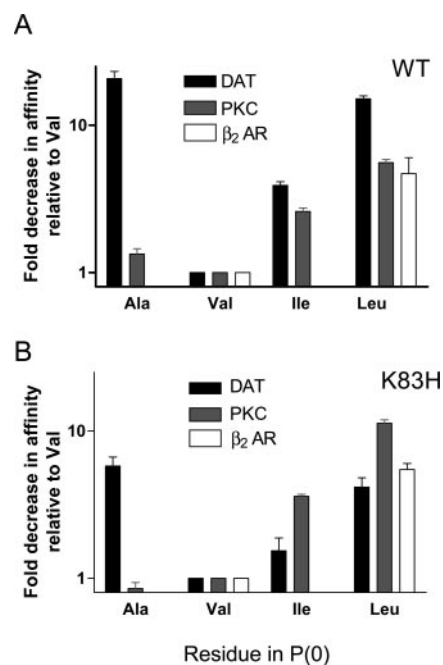 A
WT
Fold decrease in affinity
relative to Val
10
1
DAT
PKC
β2 AR
Ala Val Ile Leu
B
K83H
Fold decrease in affinity
relative to Val
10
1
DAT
PKC
β2 AR
Ala Val Ile Leu
Residue in P(0)